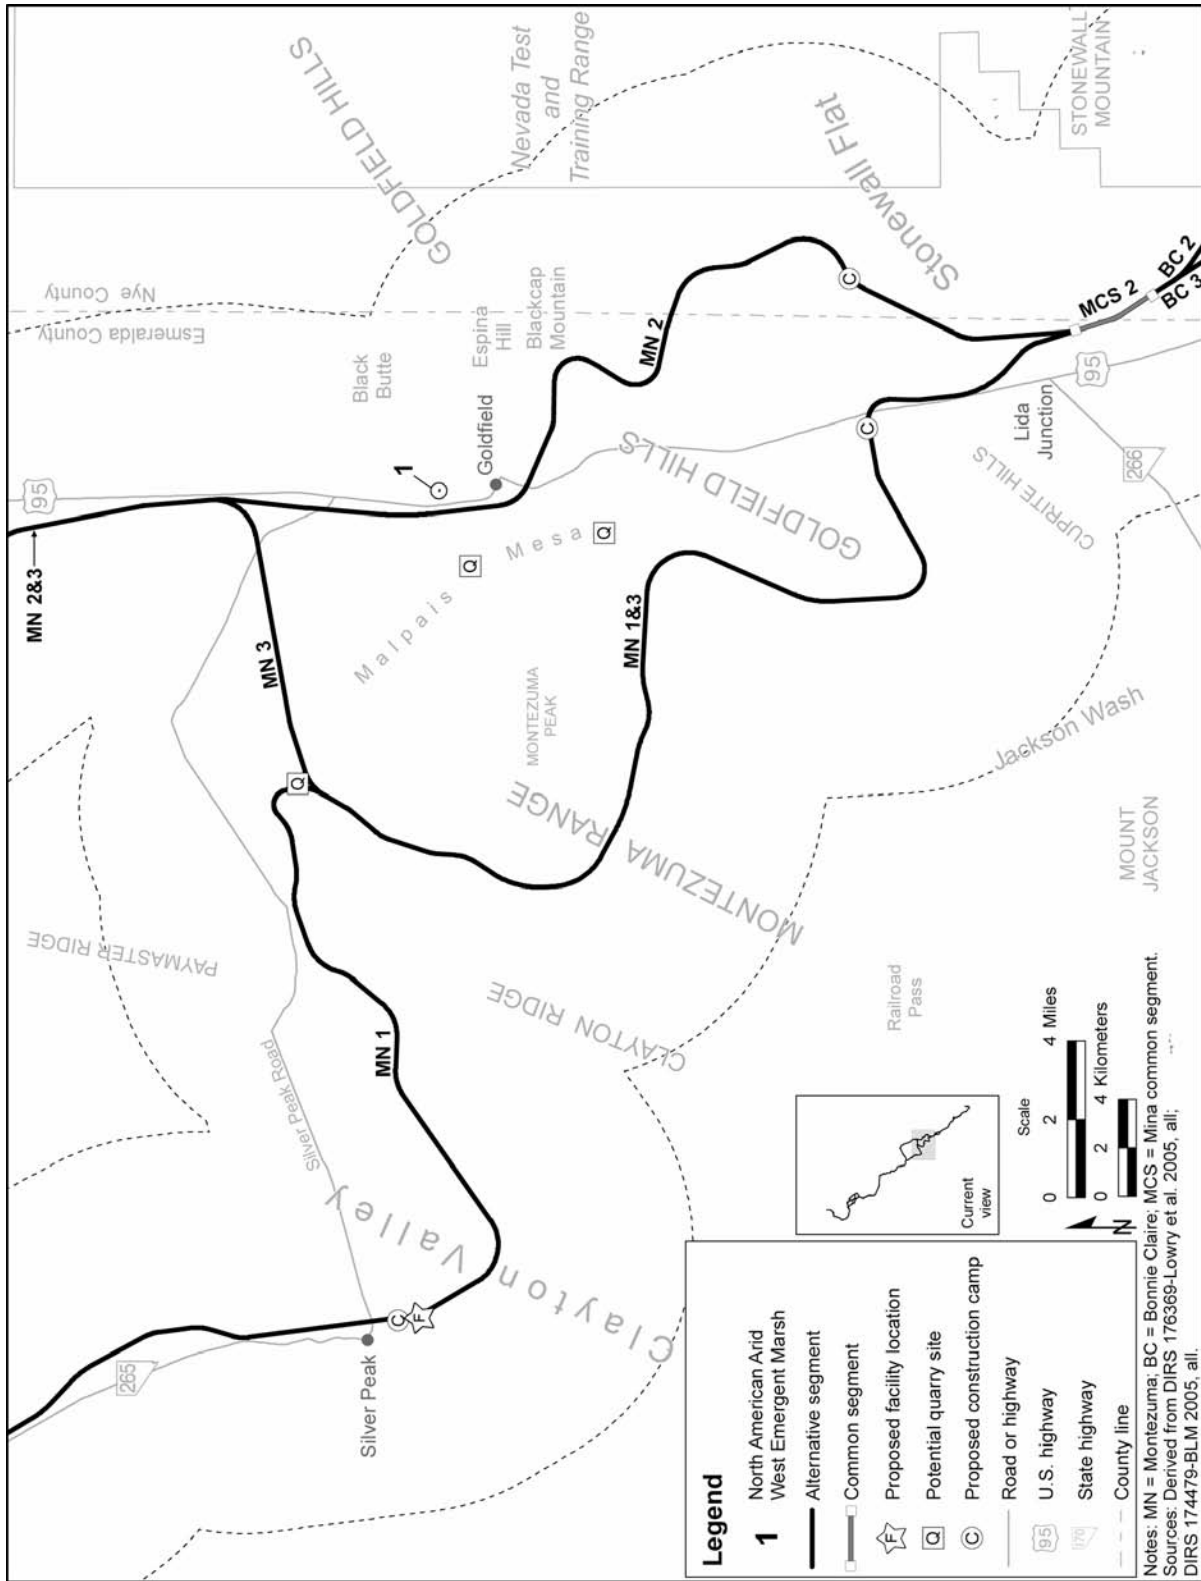 MN 2&3
95
Nye County
Esmeralda County
GOLDFIELD HILLS
Nevada Test
and
Training Range
Black
Butte
Espina
Hill
Blackcap
Mountain
1
Goldfield
MN 3
Malpais Mesa
Q
Q
Q
MN 2
Stonewall Flat
STONEWALL
MOUNTAIN
C
GOLDFIELD HILLS
C
MCS 2
BC 2
BC 3
95
Lida
Junction
CUPRITE HILLS
266
MONTEZUMA
PEAK
MN 1&3
MONTEZUMA RANGE
Jackson Wash
MOUNT
JACKSON
PAYMASTER RIDGE
CLAYTON RIDGE
Railroad
Pass
MN 1
Silver Peak Road
Clayton Valley
265
Silver Peak
C
F
Current
view
Scale
0 2 4 Miles
0 2 4 Kilometers
N
Legend
1 North American Arid
West Emergent Marsh
Alternative segment
Common segment
F Proposed facility location
Q Potential quarry site
C Proposed construction camp
Road or highway
95 U.S. highway
170 State highway
County line
Notes: MN = Montezuma; BC = Bonnie Claire; MCS = Mina common segment.
Sources: Derived from DIRS 176369-Lowry et al. 2005, all;
DIRS 174479-BLM 2005, all.